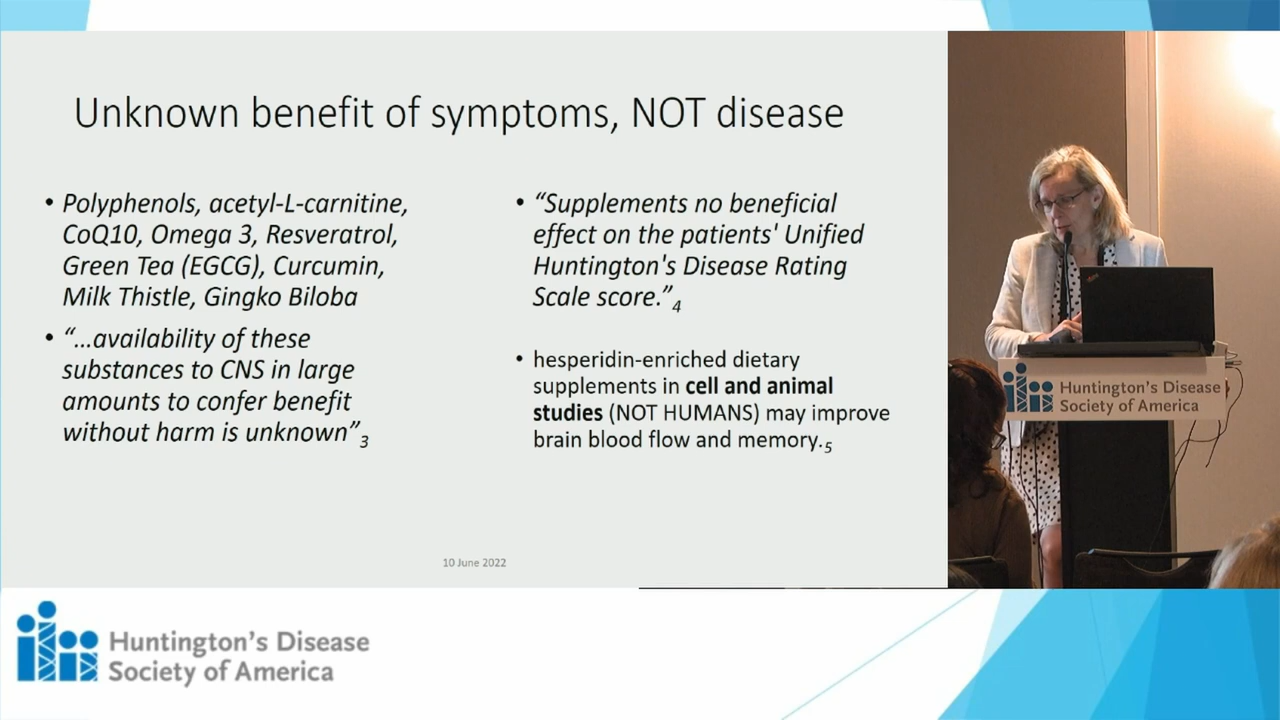 Unknown benefit of symptoms, NOT disease
• Polyphenols, acetyl-L-carnitine,
CoQ10, Omega 3, Resveratrol,
Green Tea (EGCG), Curcumin,
Milk Thistle, Gingko Biloba
• “…availability of these
substances to CNS in large
amounts to confer benefit
without harm is unknown”3
• “Supplements no beneficial
effect on the patients' Unified
Huntington's Disease Rating
Scale score.”4
• hesperidin-enriched dietary
supplements in cell and animal
studies (NOT HUMANS) may improve
brain blood flow and memory.5
10 June 2022
Huntington's Disease
Society of America
Huntington's Disease
Society of America